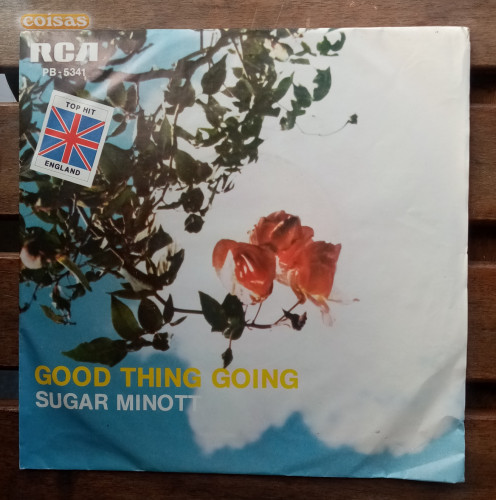 coisas
RCA
PB-5341
TOP HIT
ENGLAND
GOOD THING GOING
SUGAR MINOTT